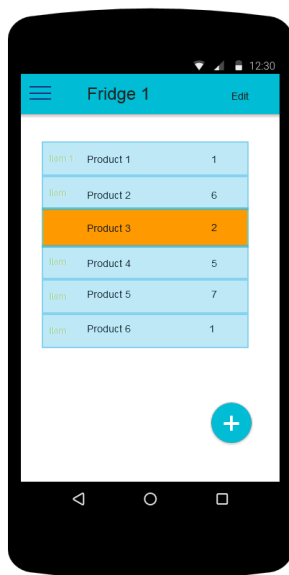 12:30
Fridge 1 Edit
Item 1 Product 1 1
Item Product 2 6
Product 3 2
Item Product 4 5
Item Product 5 7
Item Product 6 1